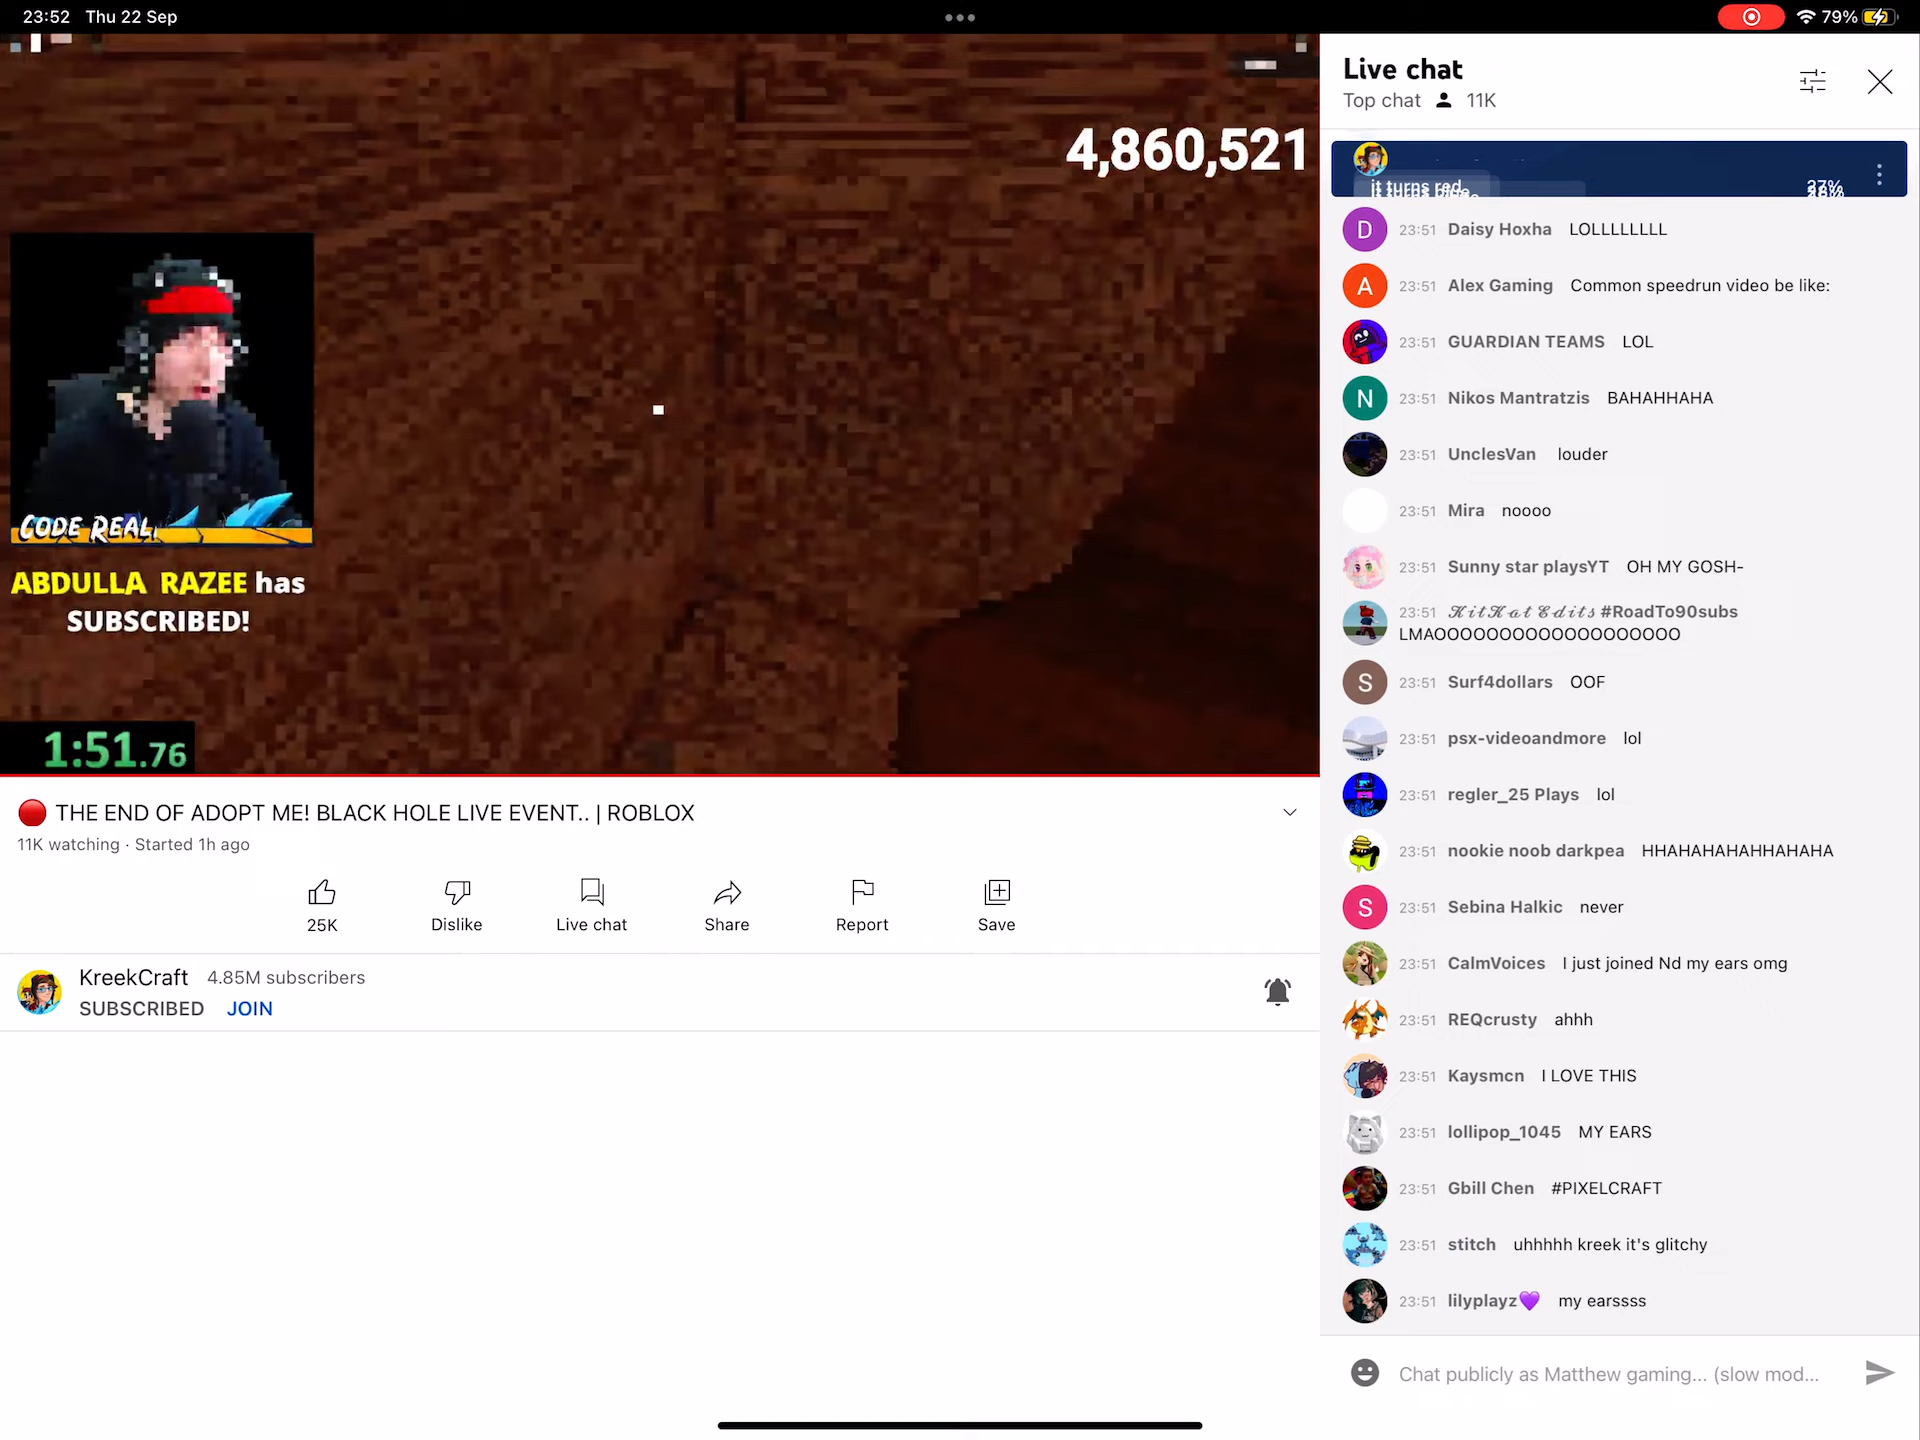 23:52 Thu 22 Sep
79%
4,860,521
CODE REAL
ABDULLA RAZEE has
SUBSCRIBED!
1:51.76
THE END OF ADOPT ME! BLACK HOLE LIVE EVENT.. | ROBLOX
11K watching · Started 1h ago
25K
Dislike
Live chat
Share
Report
Save
KreekCraft 4.85M subscribers
SUBSCRIBED JOIN
Live chat
Top chat 11K
it turns red
23:51 Daisy Hoxha LOLLLLLLLL
23:51 Alex Gaming Common speedrun video be like:
23:51 GUARDIAN TEAMS LOL
23:51 Nikos Mantratzis BAHAHHAHA
23:51 UnclesVan louder
23:51 Mira noooo
23:51 Sunny star playsYT OH MY GOSH-
23:51 𝒦𝒾𝓉𝒦𝒶𝓉 ℰ𝒹𝒾𝓉𝓈 #RoadTo90subs
LMAOOOOOOOOOOOOOOOOOOO
23:51 Surf4dollars OOF
23:51 psx-videoandmore lol
23:51 regler_25 Plays lol
23:51 nookie noob darkpea HHAHAHAHAHHAHAHA
23:51 Sebina Halkic never
23:51 CalmVoices I just joined Nd my ears omg
23:51 REQcrusty ahhh
23:51 Kaysmcn I LOVE THIS
23:51 lollipop_1045 MY EARS
23:51 Gbill Chen #PIXELCRAFT
23:51 stitch uhhhhh kreek it's glitchy
23:51 lilyplayz💜 my earssss
Chat publicly as Matthew gaming... (slow mod...